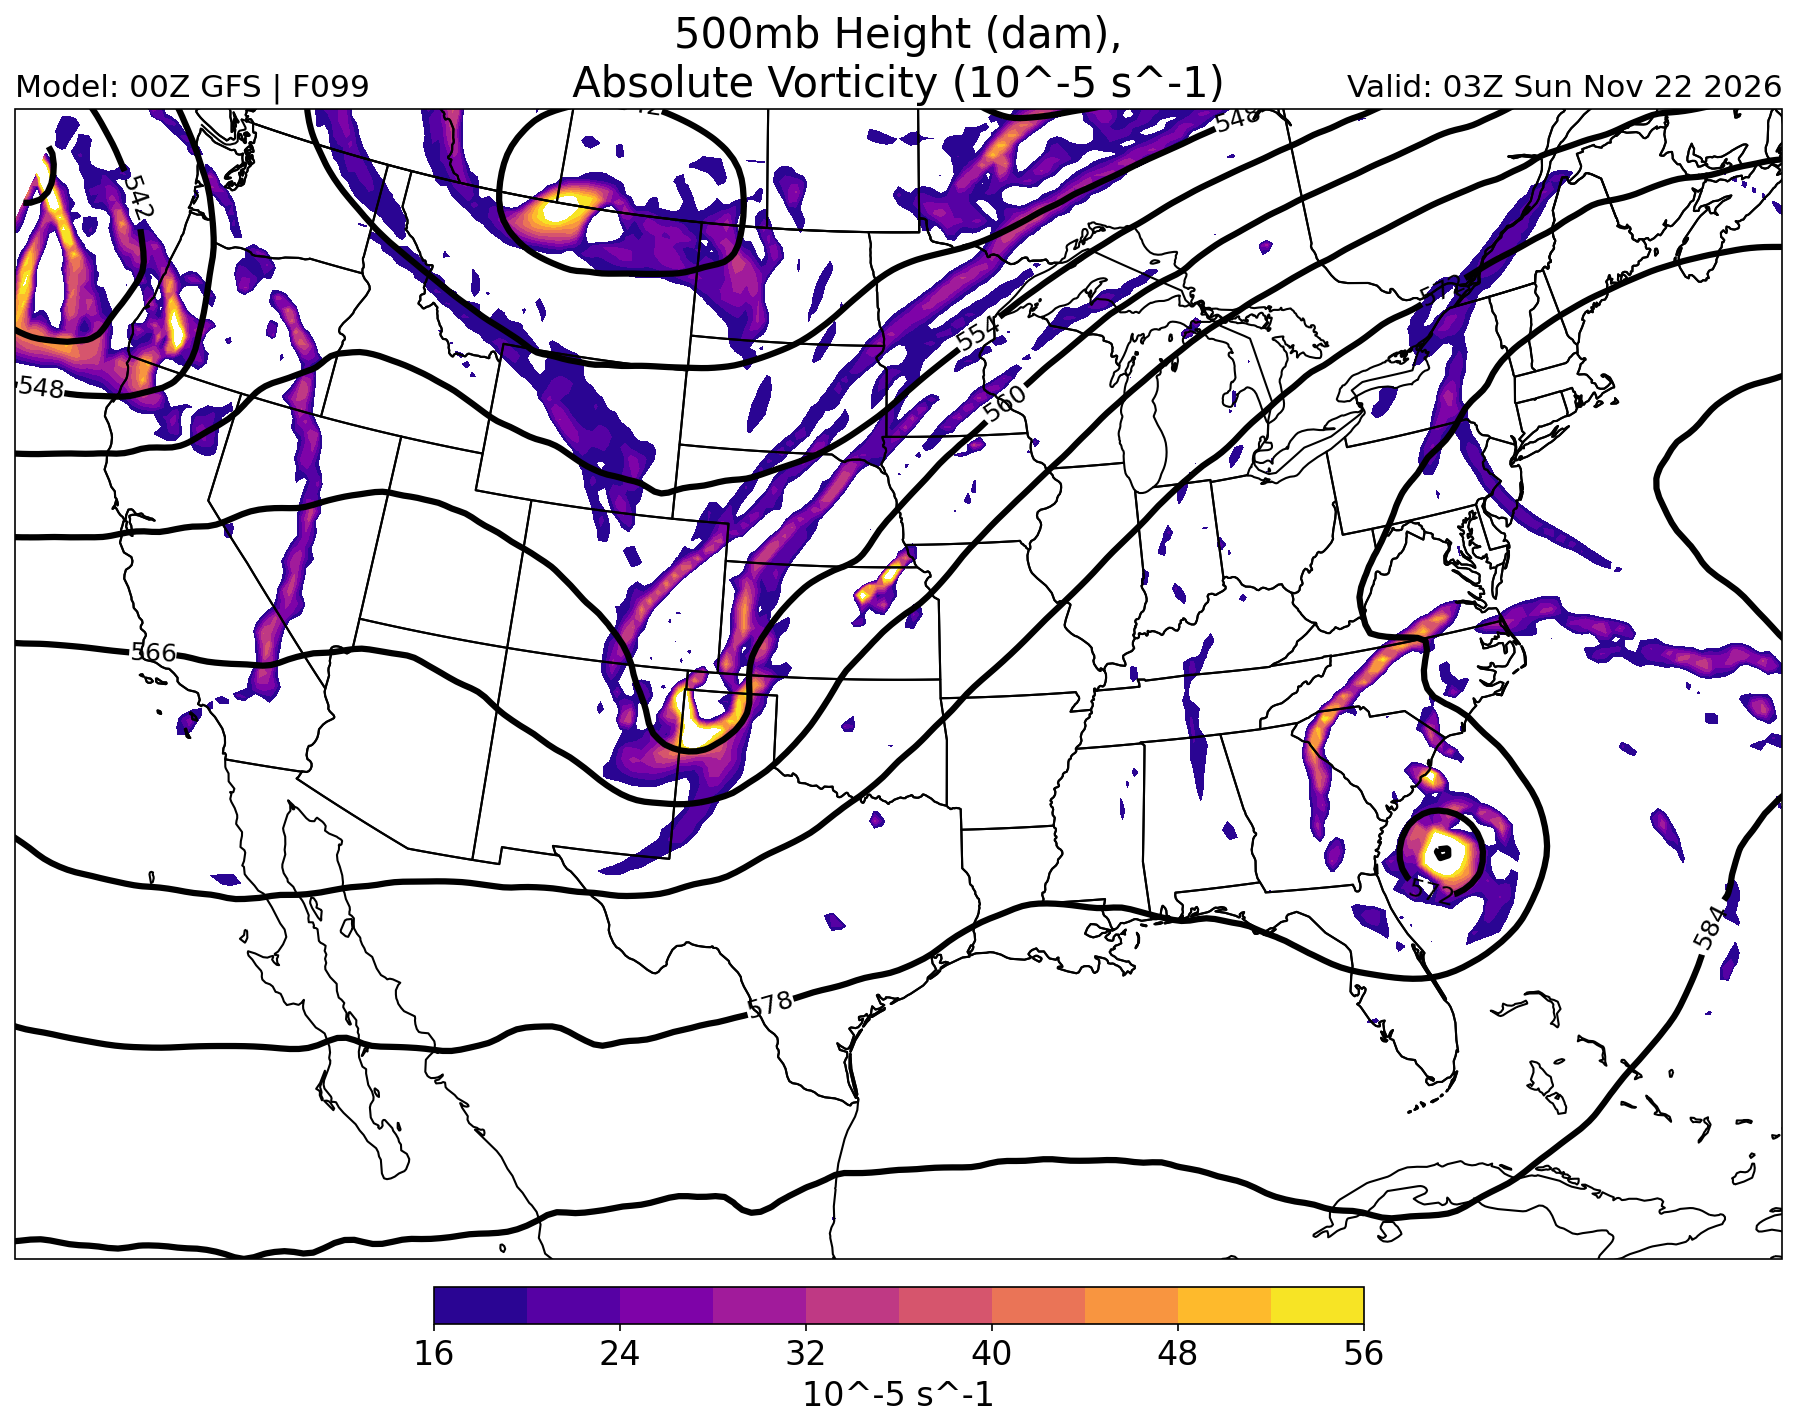 500mb Height (dam),
Absolute Vorticity (10^-5 s^-1)
Model: 00Z GFS | F099
Valid: 03Z Sun Nov 22 2026
548
542
554
548
560
566
572
584
578
16 24 32 40 48 56
10^-5 s^-1